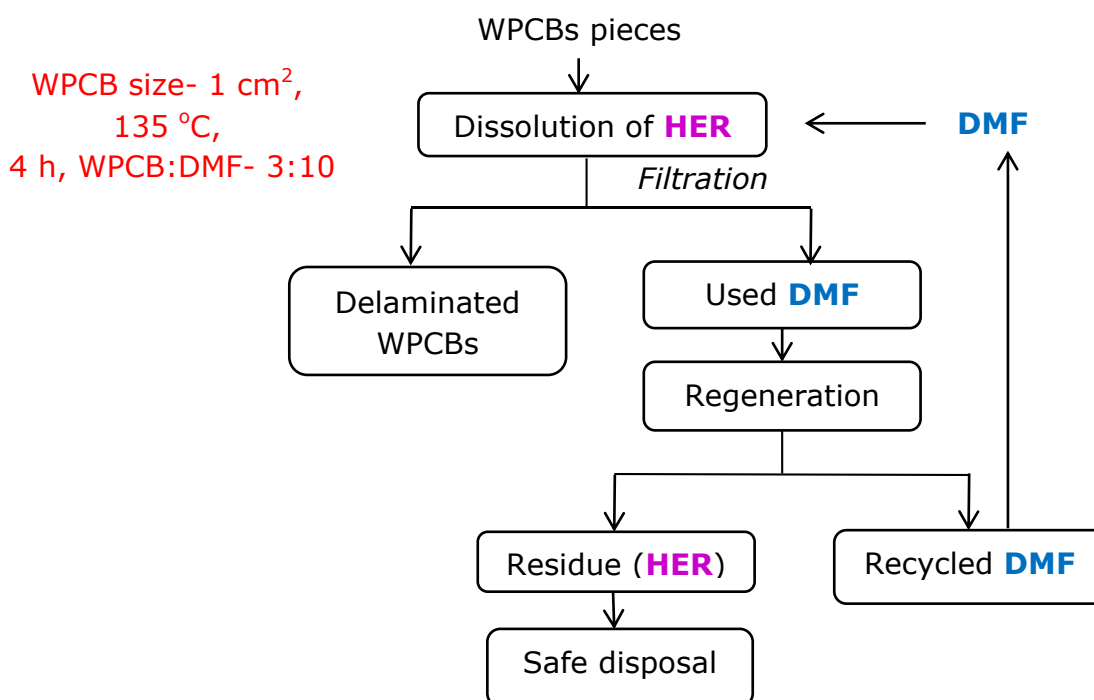 WPCBs pieces
WPCB size- 1 cm²,
135 °C,
4 h, WPCB:DMF- 3:10
Dissolution of HER
DMF
Filtration
Delaminated
WPCBs
Used DMF
Regeneration
Residue (HER)
Recycled DMF
Safe disposal